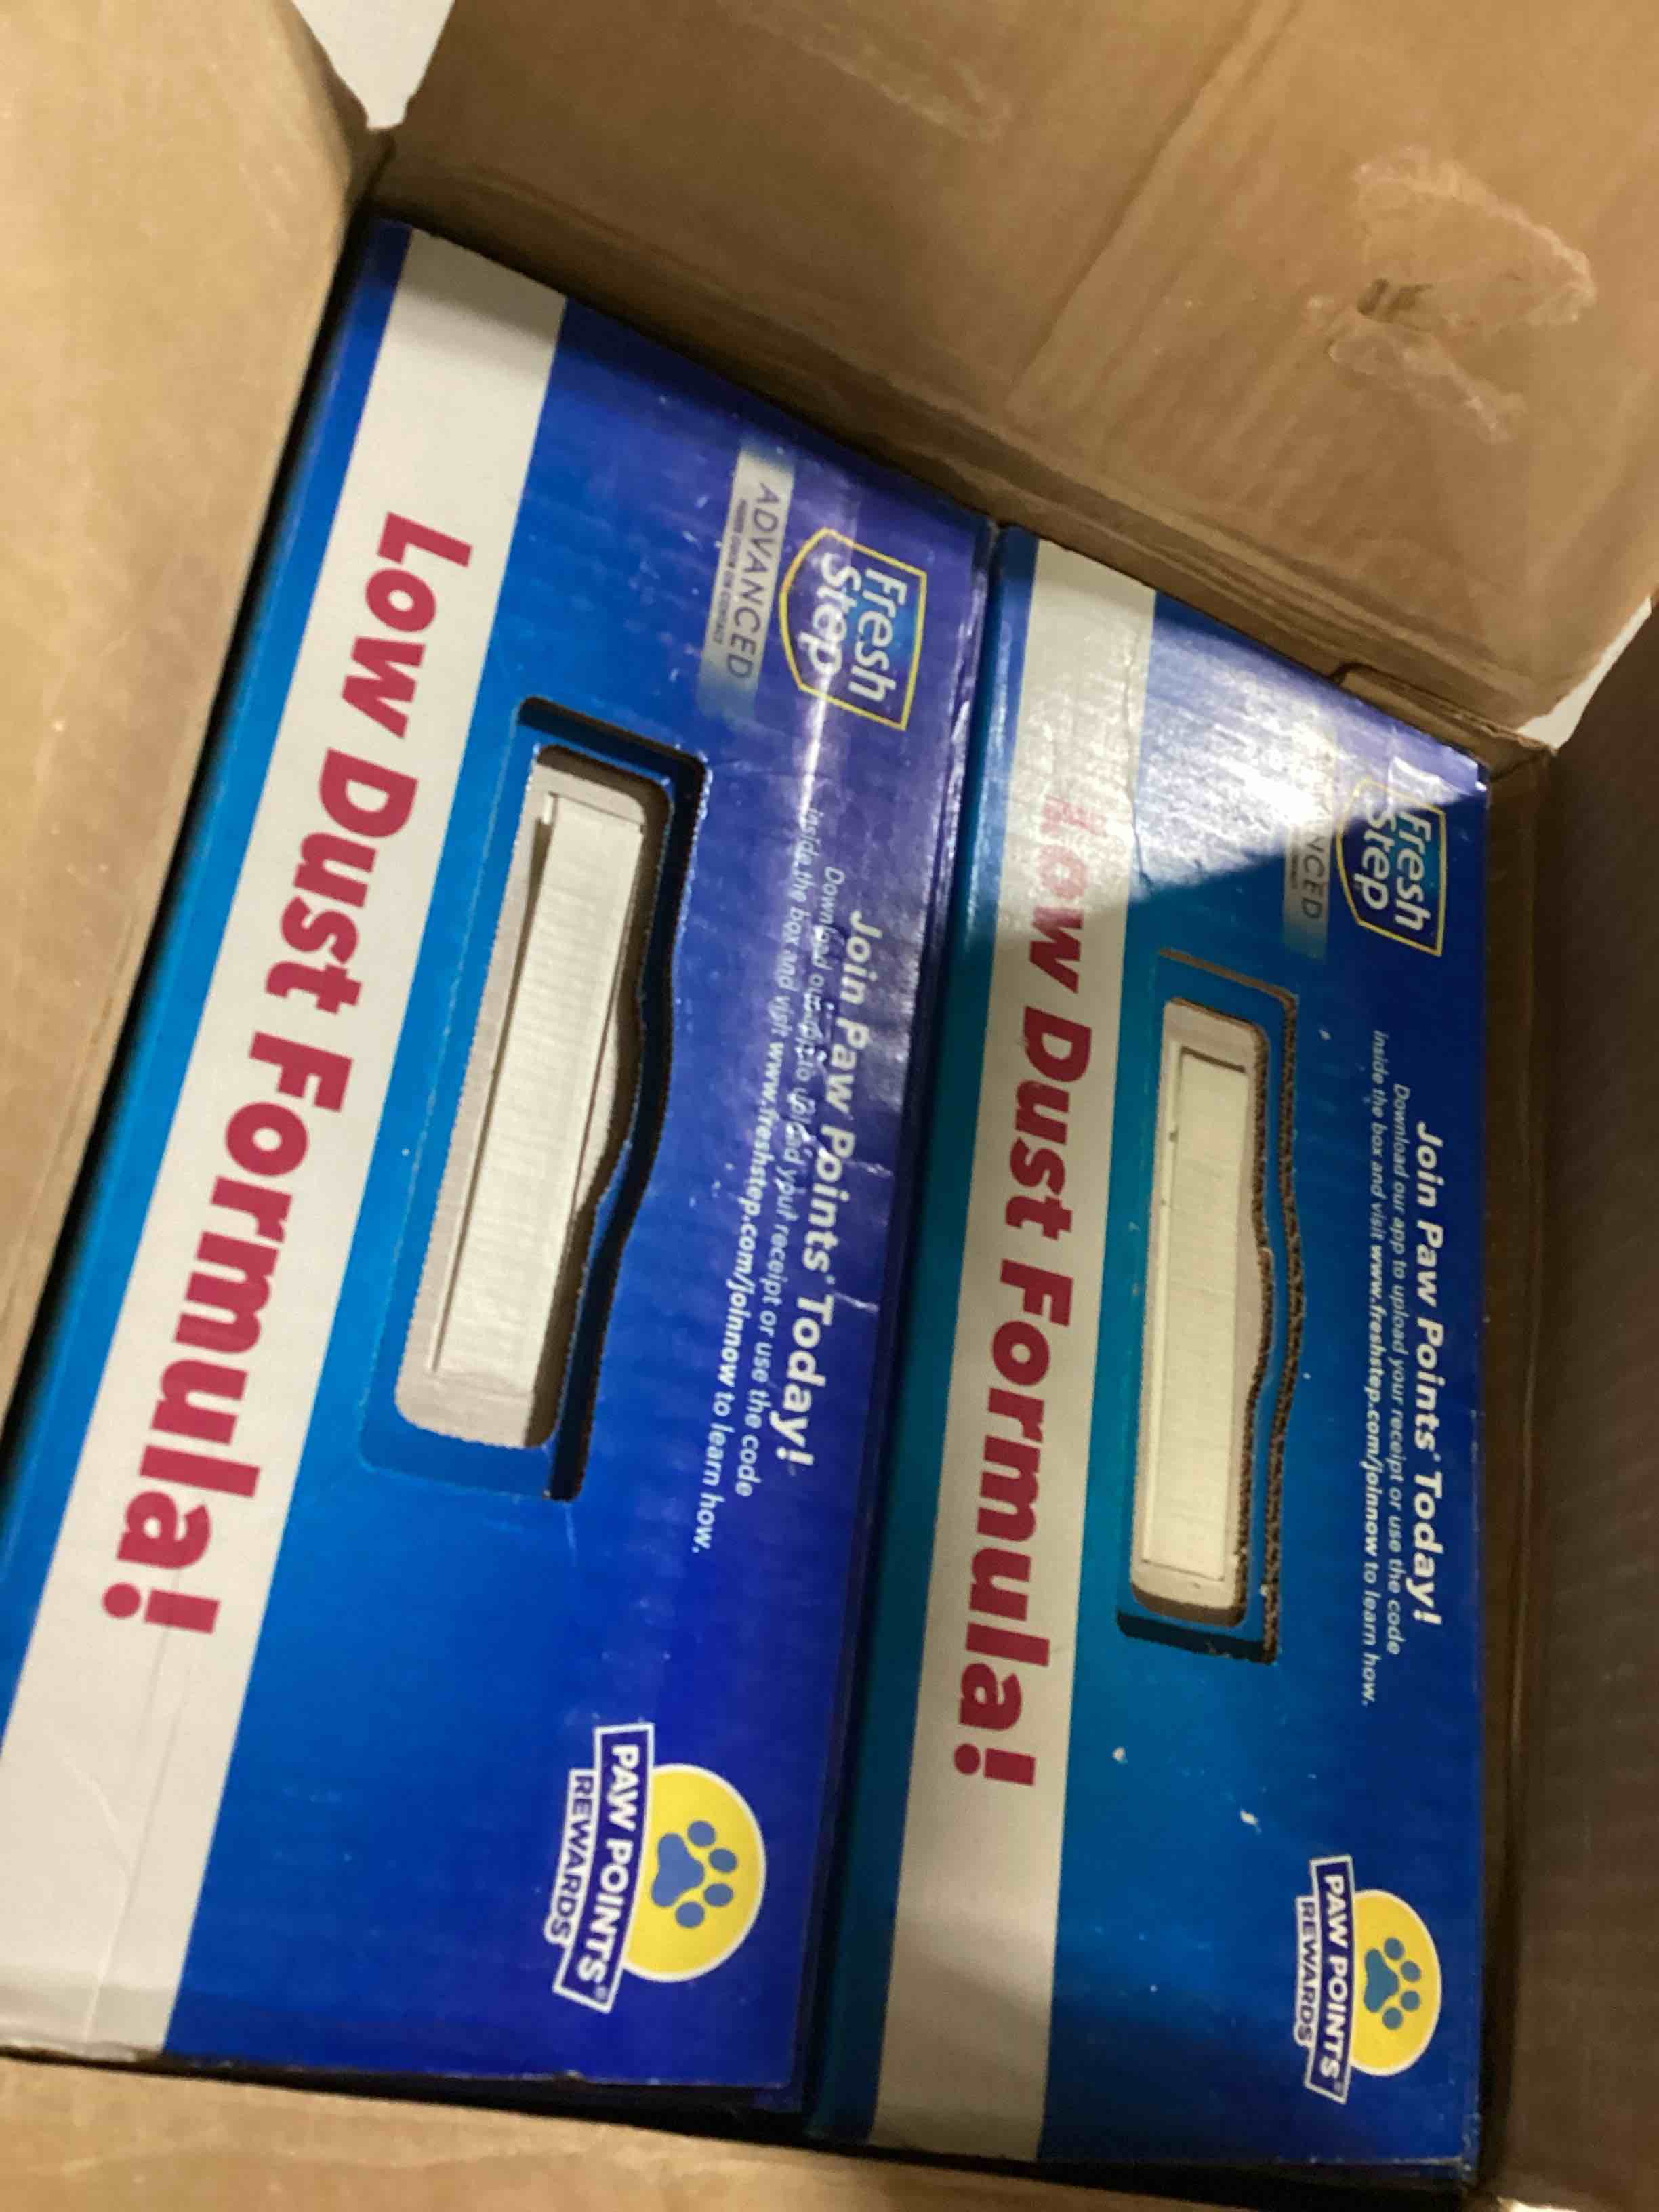 Fresh
Step
ADVANCED
Join Paw Points® Today!
Download our app to upload your receipt or use the code
inside the box and visit www.freshstep.com/joinnow to learn how.
Low Dust Formula!
PAW POINTS®
REWARDS
Fresh
Step
Join Paw Points® Today!
Download our app to upload your receipt or use the code
inside the box and visit www.freshstep.com/joinnow to learn how.
Low Dust Formula!
PAW POINTS®
REWARDS